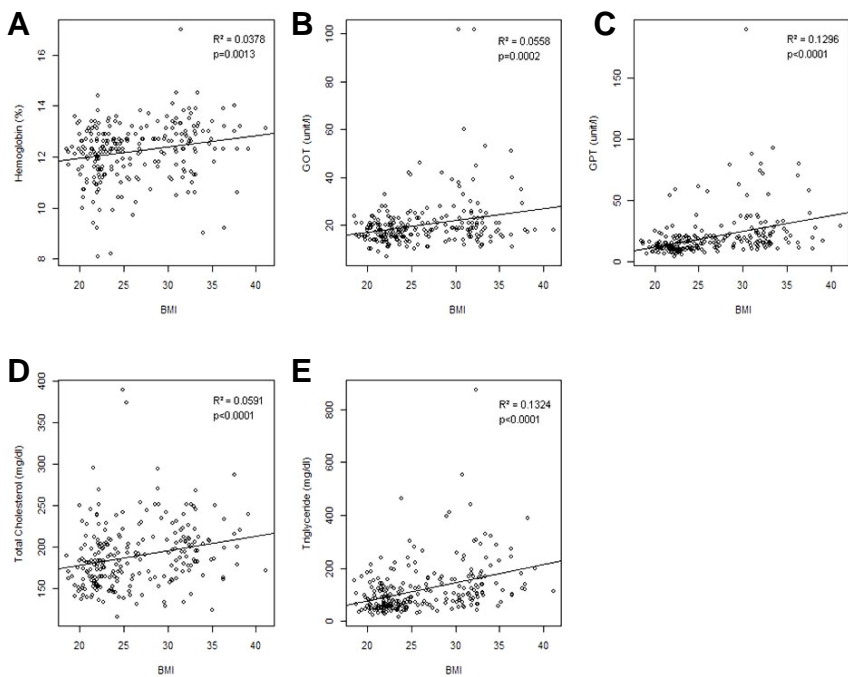 A
R² = 0.0378
p=0.0013
Hemoglobin (%)
16
14
12
10
8
20 25 30 35 40
BMI
B
R² = 0.0558
p=0.0002
GOT (unit/l)
100
80
60
40
20
20 25 30 35 40
BMI
C
R² = 0.1296
p<0.0001
GPT (unit/l)
150
100
50
0
20 25 30 35 40
BMI
D
R² = 0.0591
p<0.0001
Total Cholesterol (mg/dl)
400
350
300
250
200
150
20 25 30 35 40
BMI
E
R² = 0.1324
p<0.0001
Triglyceride (mg/dl)
800
600
400
200
0
20 25 30 35 40
BMI